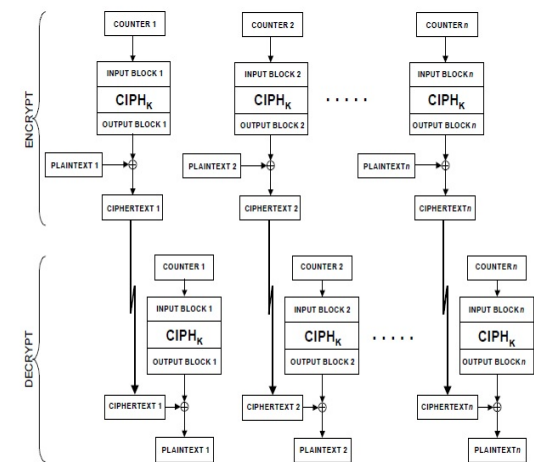 ENCRYPT
COUNTER 1
COUNTER 2
COUNTER n
INPUT BLOCK 1
INPUT BLOCK 2
INPUT BLOCK n
CIPHK
CIPHK
.....
CIPHK
OUTPUT BLOCK 1
OUTPUT BLOCK 2
OUTPUT BLOCK n
PLAINTEXT 1
PLAINTEXT 2
PLAINTEXT n
CIPHERTEXT 1
CIPHERTEXT 2
CIPHERTEXT n
DECRYPT
COUNTER 1
COUNTER 2
COUNTER n
INPUT BLOCK 1
INPUT BLOCK 2
INPUT BLOCK n
CIPHK
CIPHK
.....
CIPHK
OUTPUT BLOCK 1
OUTPUT BLOCK 2
OUTPUT BLOCK n
CIPHERTEXT 1
CIPHERTEXT 2
CIPHERTEXT n
PLAINTEXT 1
PLAINTEXT 2
PLAINTEXT n